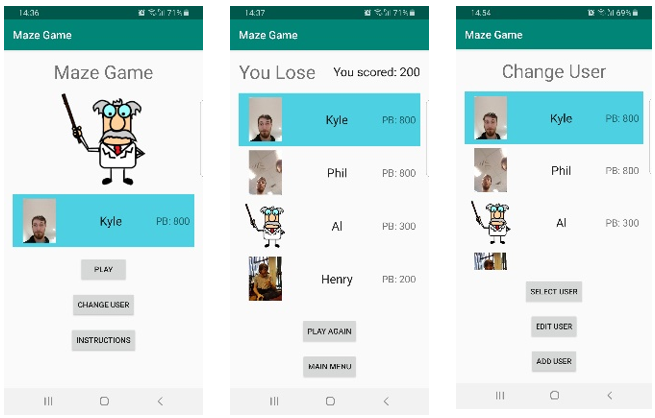 14:36 71%
Maze Game
Maze Game
Kyle PB: 800
PLAY
CHANGE USER
INSTRUCTIONS
14:37 71%
Maze Game
You Lose You scored: 200
Kyle PB: 800
Phil PB: 800
Al PB: 300
Henry PB: 200
PLAY AGAIN
MAIN MENU
14:54 69%
Maze Game
Change User
Kyle PB: 800
Phil PB: 800
Al PB: 300
SELECT USER
EDIT USER
ADD USER